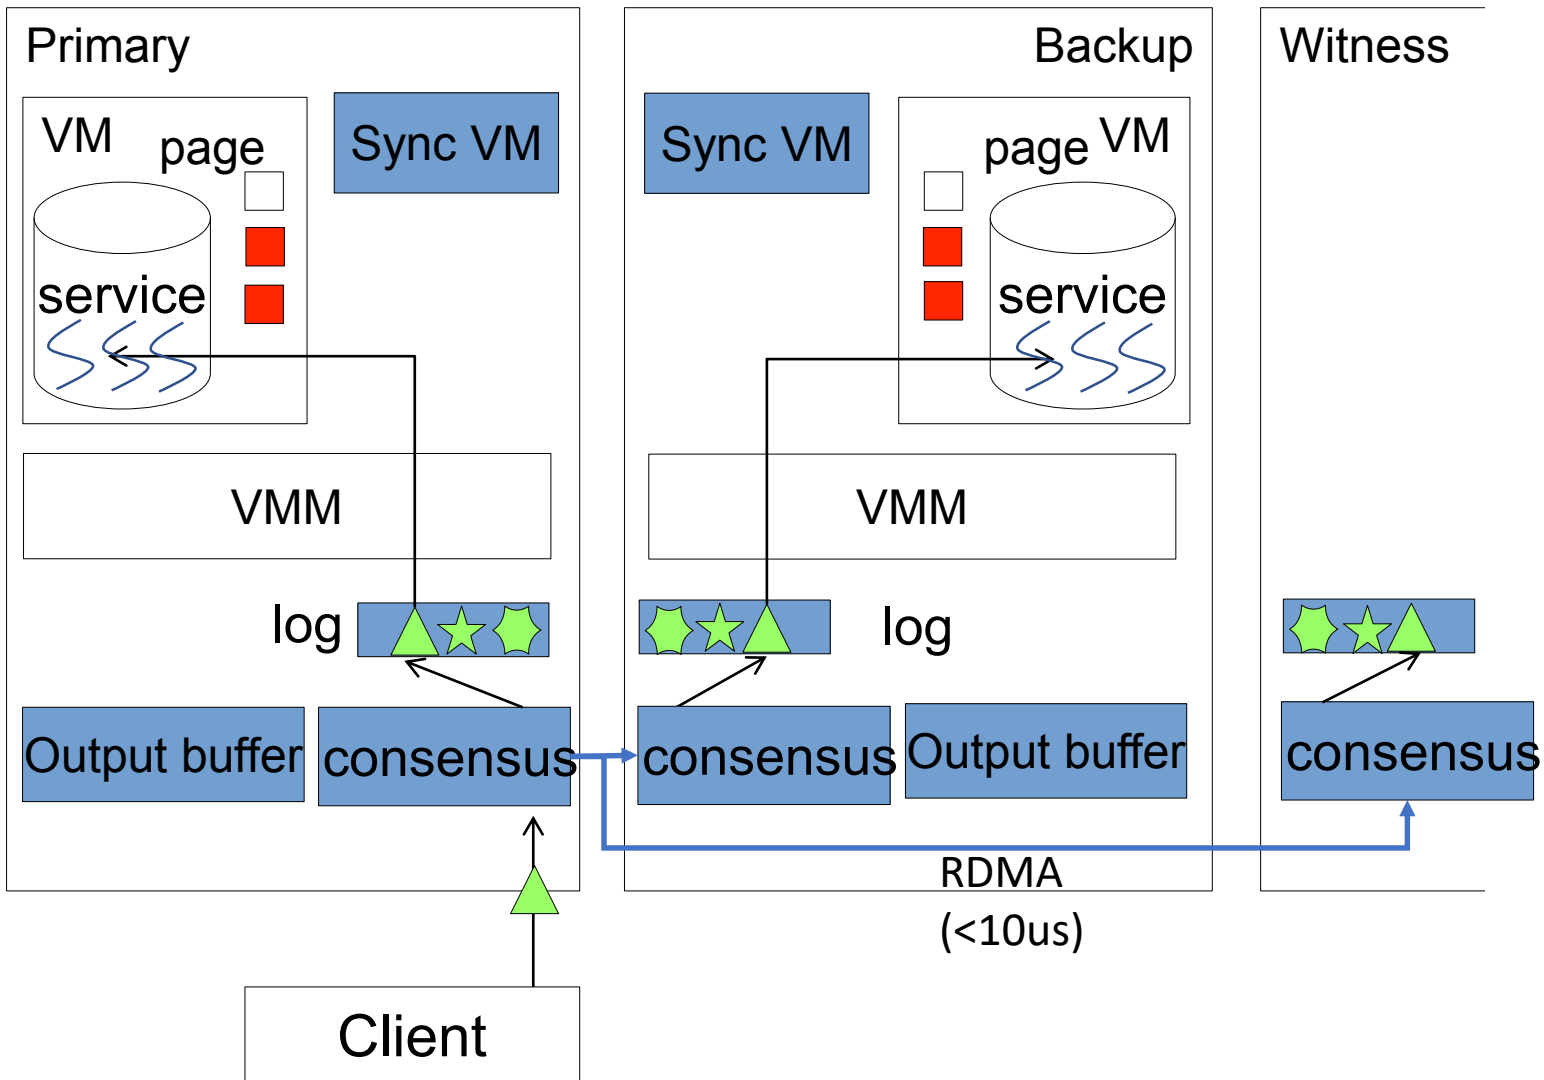 Primary
Backup
Witness
VM
page
Sync VM
Sync VM
page
VM
service
service
VMM
VMM
log
log
Output buffer
consensus
consensus
Output buffer
consensus
RDMA
(<10us)
Client